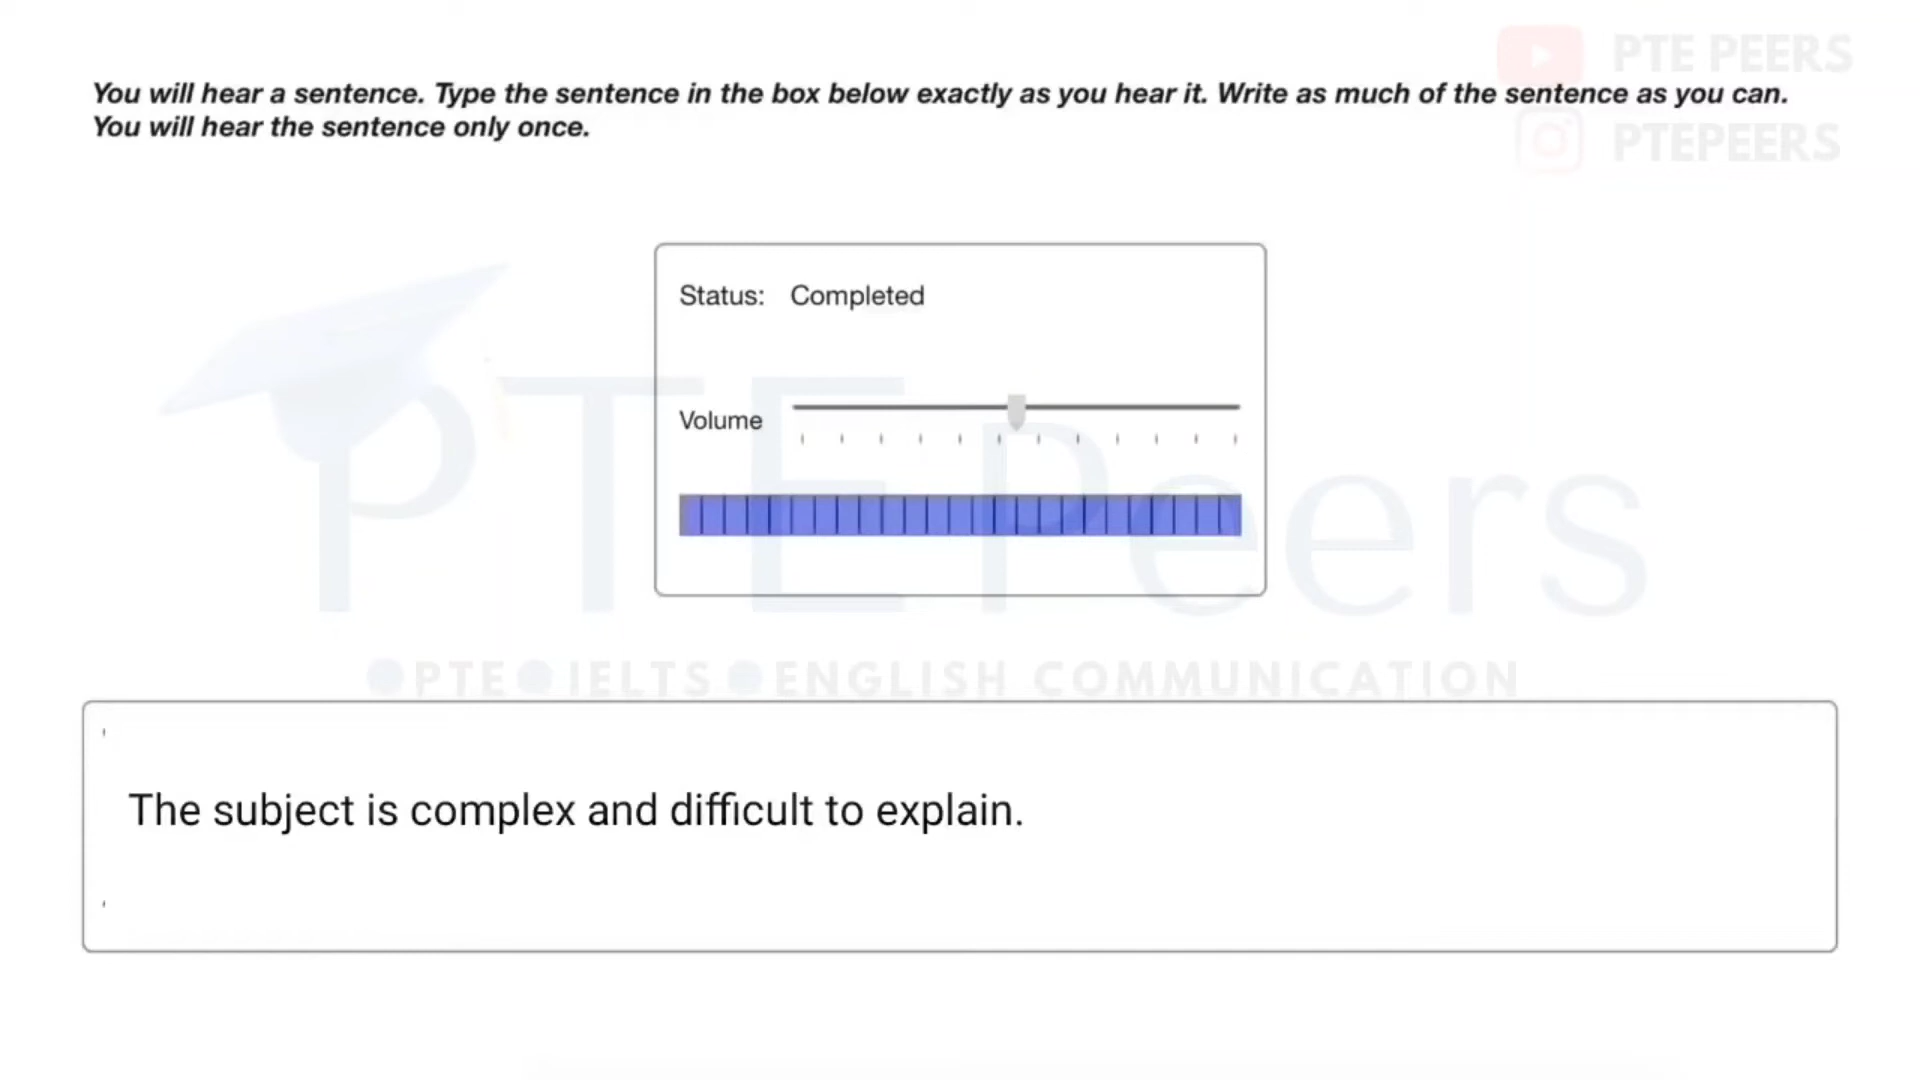 PTE PEERS
You will hear a sentence. Type the sentence in the box below exactly as you hear it. Write as much of the sentence as you can.
You will hear the sentence only once.
PTEPEERS
Status: Completed
Volume
PTE Peers
PTE IELTS ENGLISH COMMUNICATION
The subject is complex and difficult to explain.